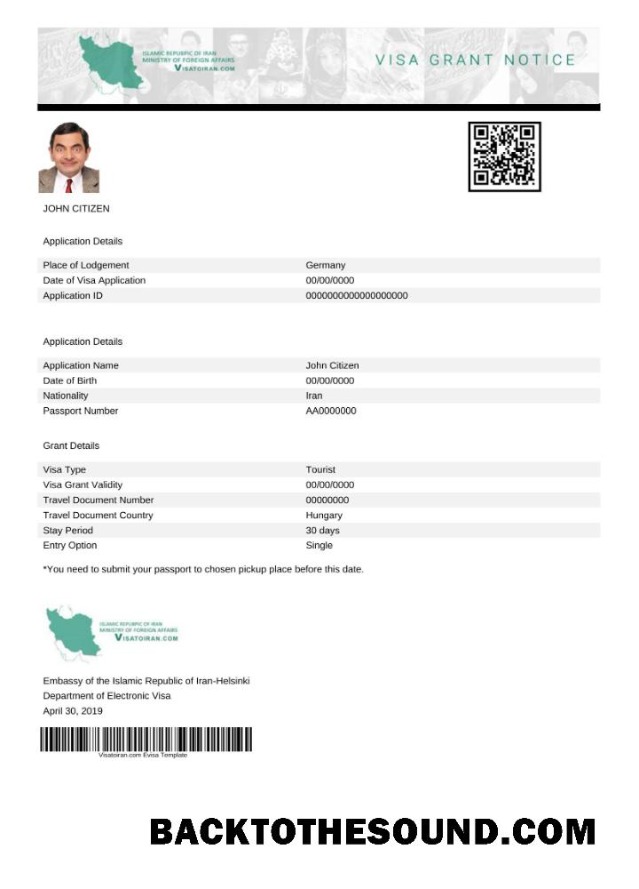 ISLAMIC REPUBLIC OF IRAN
MINISTRY OF FOREIGN AFFAIRS
VISATOIRAN.COM
VISA GRANT NOTICE
JOHN CITIZEN
Application Details
Place of Lodgement Germany
Date of Visa Application 00/00/0000
Application ID 0000000000000000000
Application Details
Application Name John Citizen
Date of Birth 00/00/0000
Nationality Iran
Passport Number AA0000000
Grant Details
Visa Type Tourist
Visa Grant Validity 00/00/0000
Travel Document Number 00000000
Travel Document Country Hungary
Stay Period 30 days
Entry Option Single
*You need to submit your passport to chosen pickup place before this date.
ISLAMIC REPUBLIC OF IRAN
MINISTRY OF FOREIGN AFFAIRS
VISATOIRAN.COM
Embassy of the Islamic Republic of Iran-Helsinki
Department of Electronic Visa
April 30, 2019
Visatoiran.com Evisa Template
BACKTOTHESOUND.COM